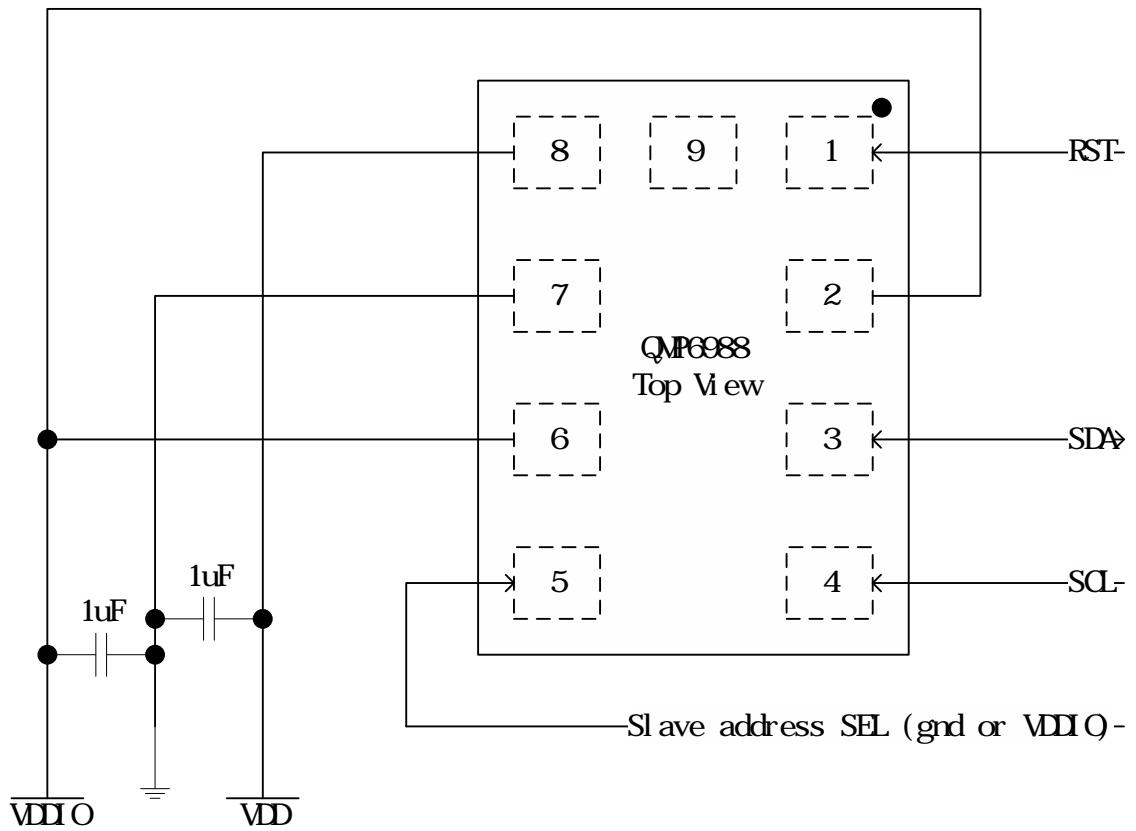 8
9
1
RST
7
2
QMP6988
Top View
6
3
SDA
1uF
5
4
SCL
1uF
Slave address SEL (gnd or VDDIO)
VDDIO
VDD